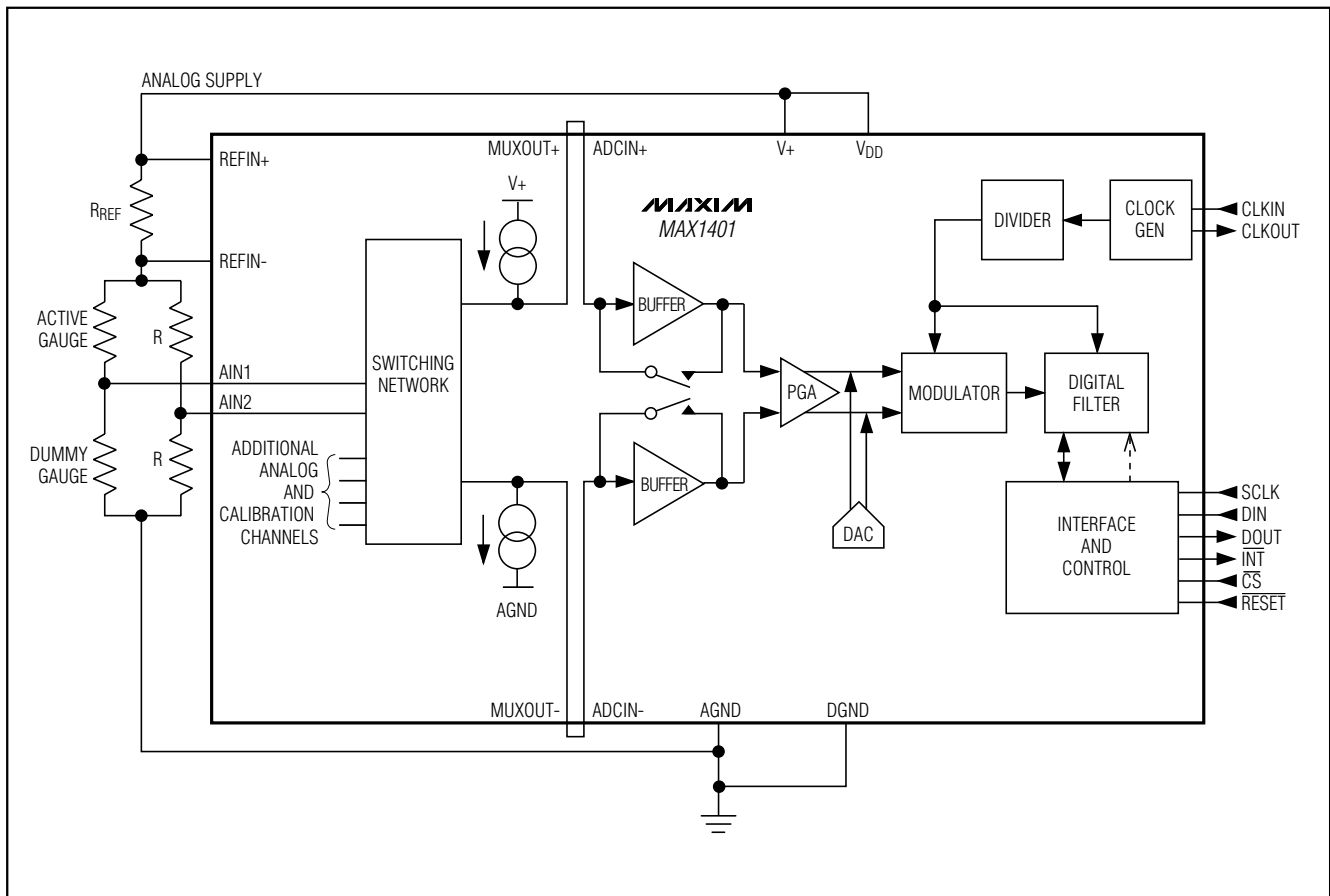 ANALOG SUPPLY
REFIN+
RREF
REFIN-
ACTIVE
GAUGE
R
AIN1
AIN2
DUMMY
GAUGE
R
ADDITIONAL
ANALOG
AND
CALIBRATION
CHANNELS
SWITCHING
NETWORK
MUXOUT+
ADCIN+
V+
VDD
V+
MAXIM
MAX1401
BUFFER
BUFFER
PGA
DAC
AGND
DIVIDER
CLOCK
GEN
CLKIN
CLKOUT
MODULATOR
DIGITAL
FILTER
INTERFACE
AND
CONTROL
SCLK
DIN
DOUT
INT
CS
RESET
MUXOUT-
ADCIN-
AGND
DGND